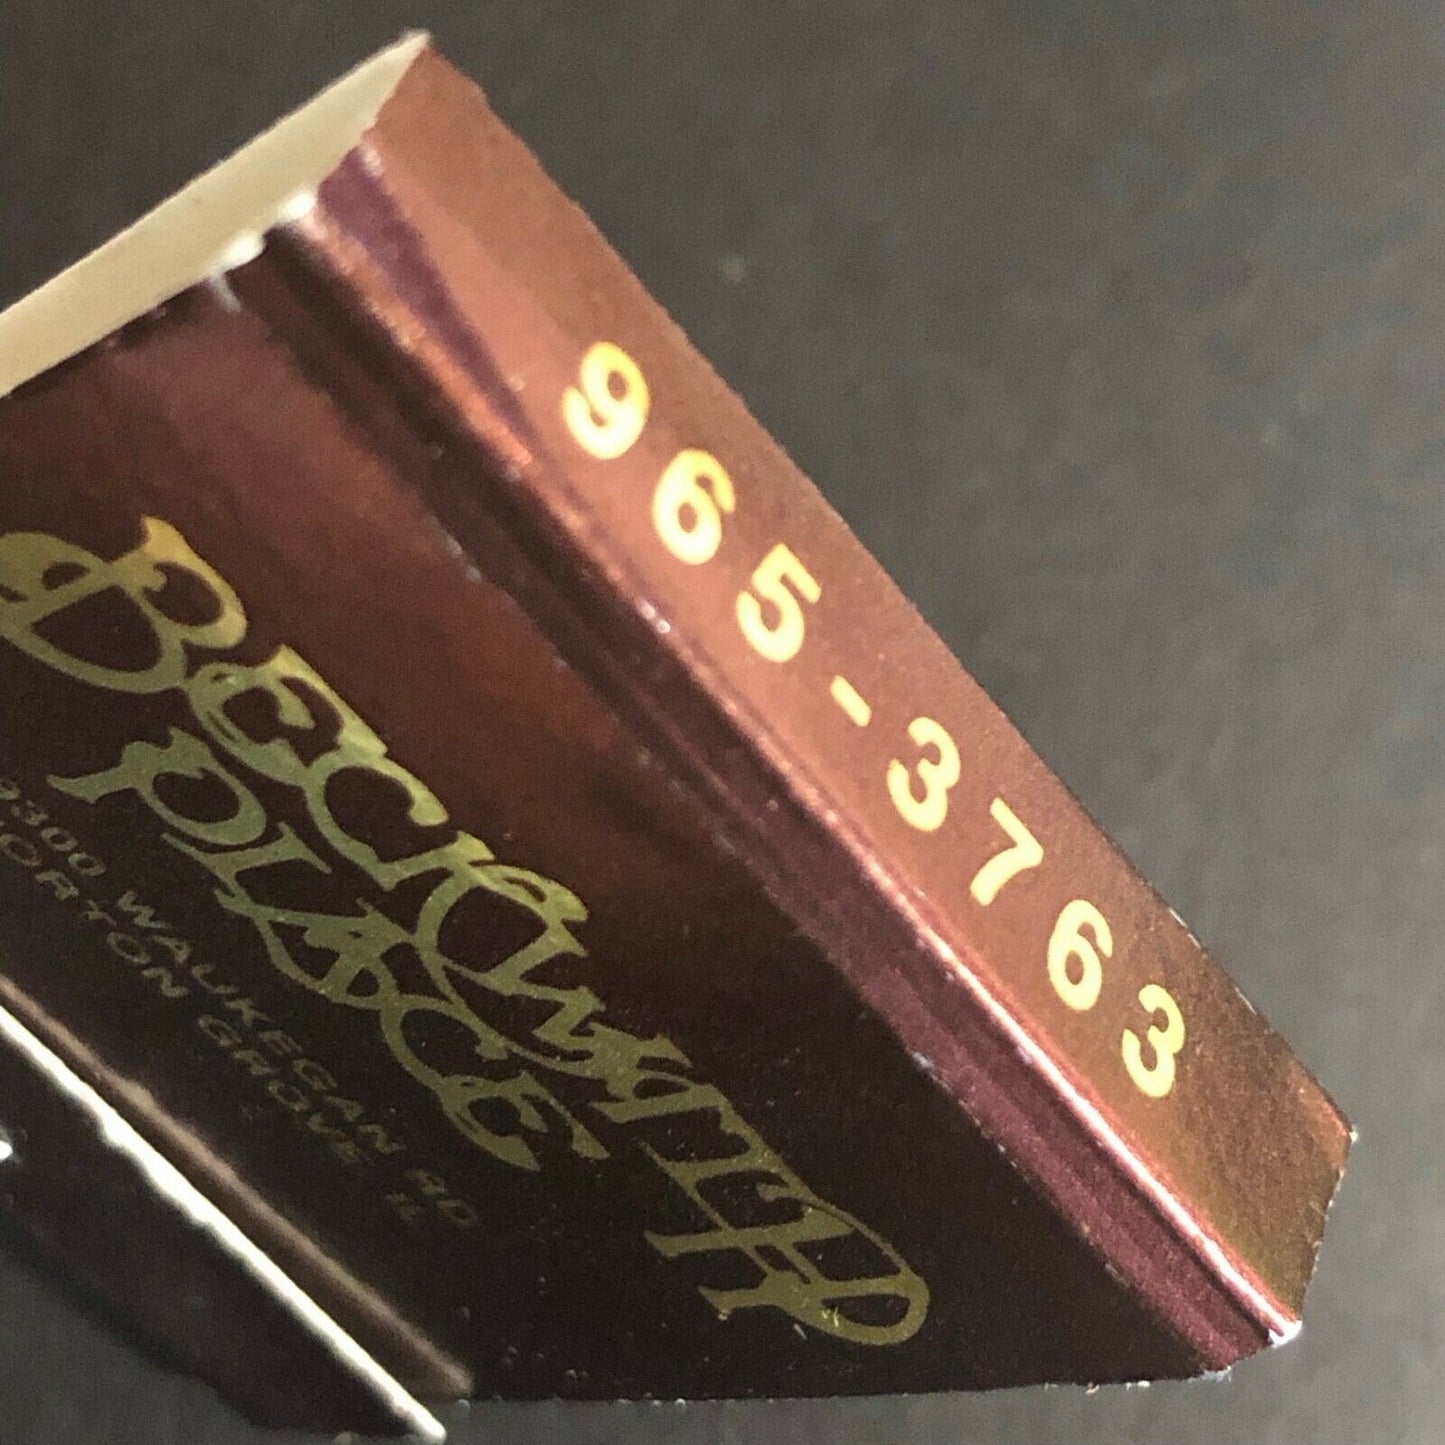 BECKWITH
PLACE
9300 WAUKEGAN RD
MORTON GROVE IL
965-3763